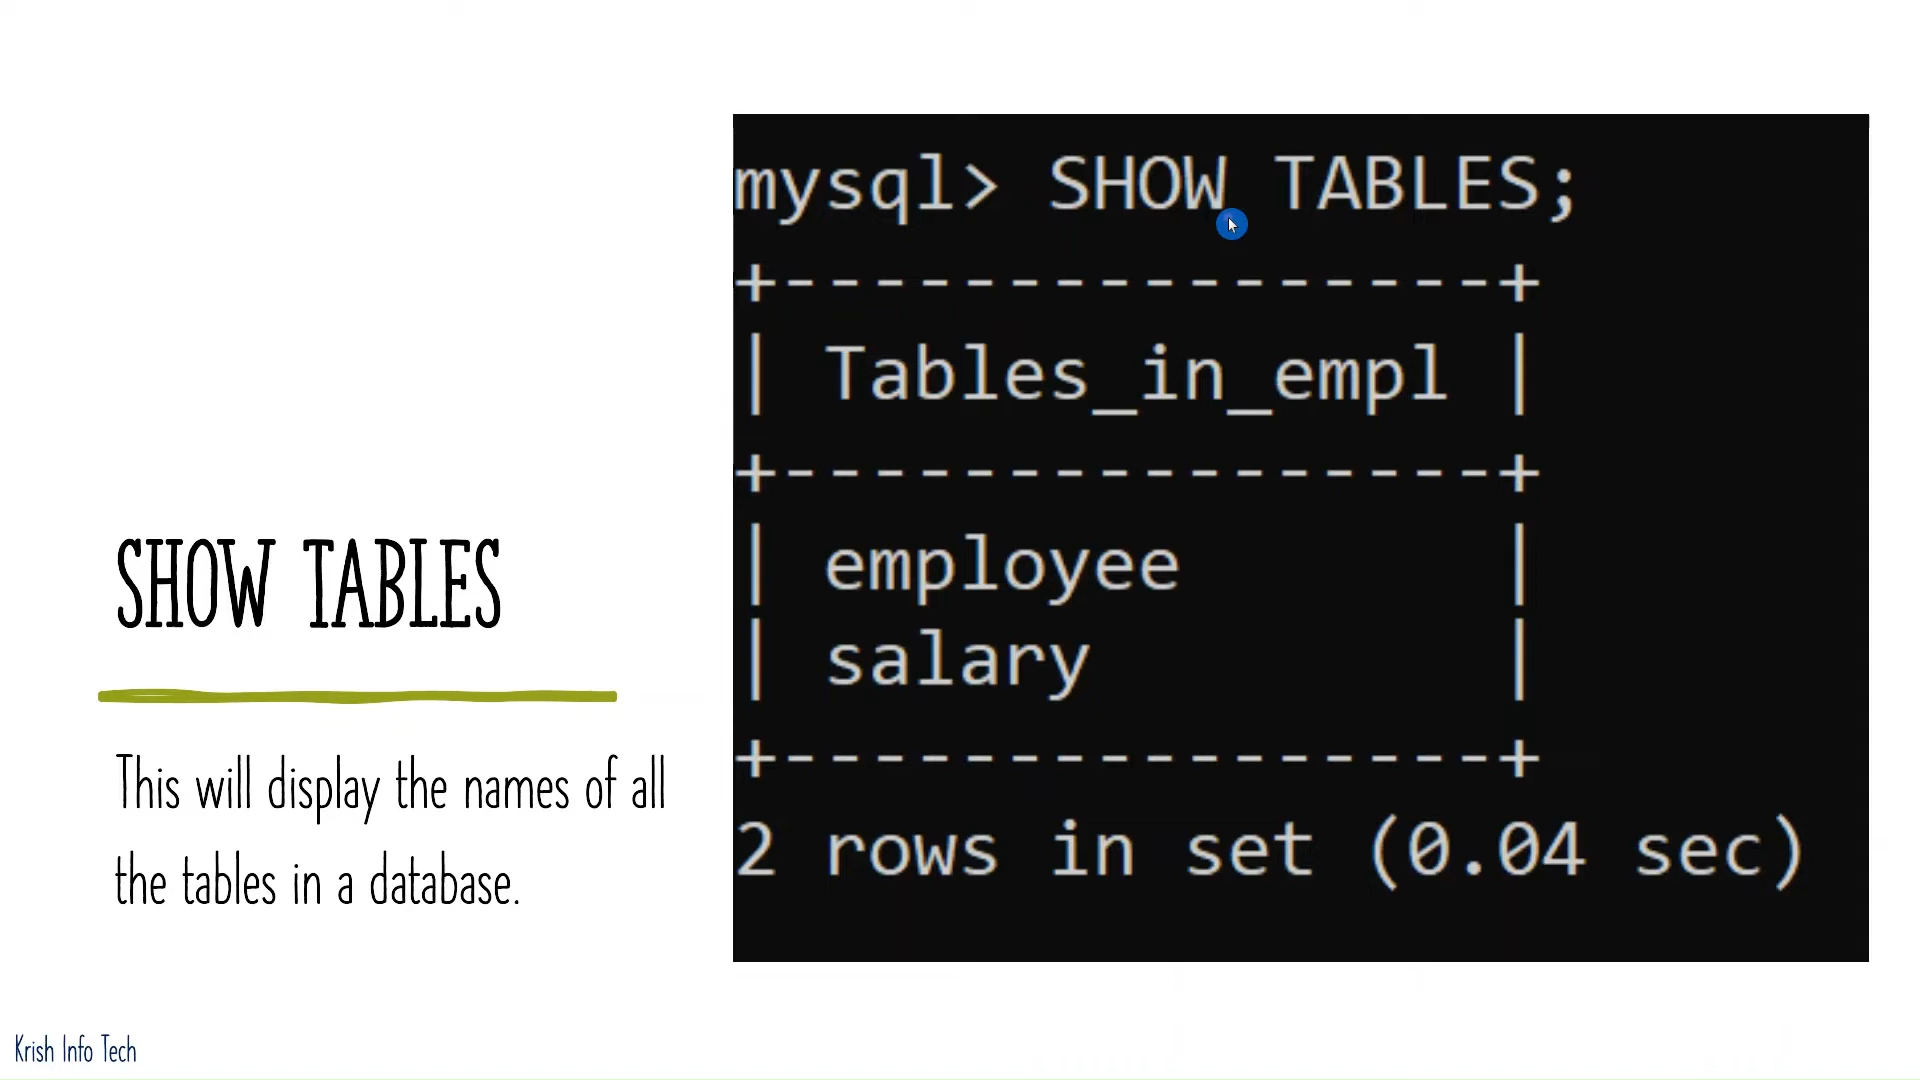 SHOW TABLES
This will display the names of all
the tables in a database.
mysql> SHOW TABLES;
+------------------+
| Tables_in_empl |
+------------------+
| employee       |
| salary         |
+------------------+
2 rows in set (0.04 sec)
Krish Info Tech